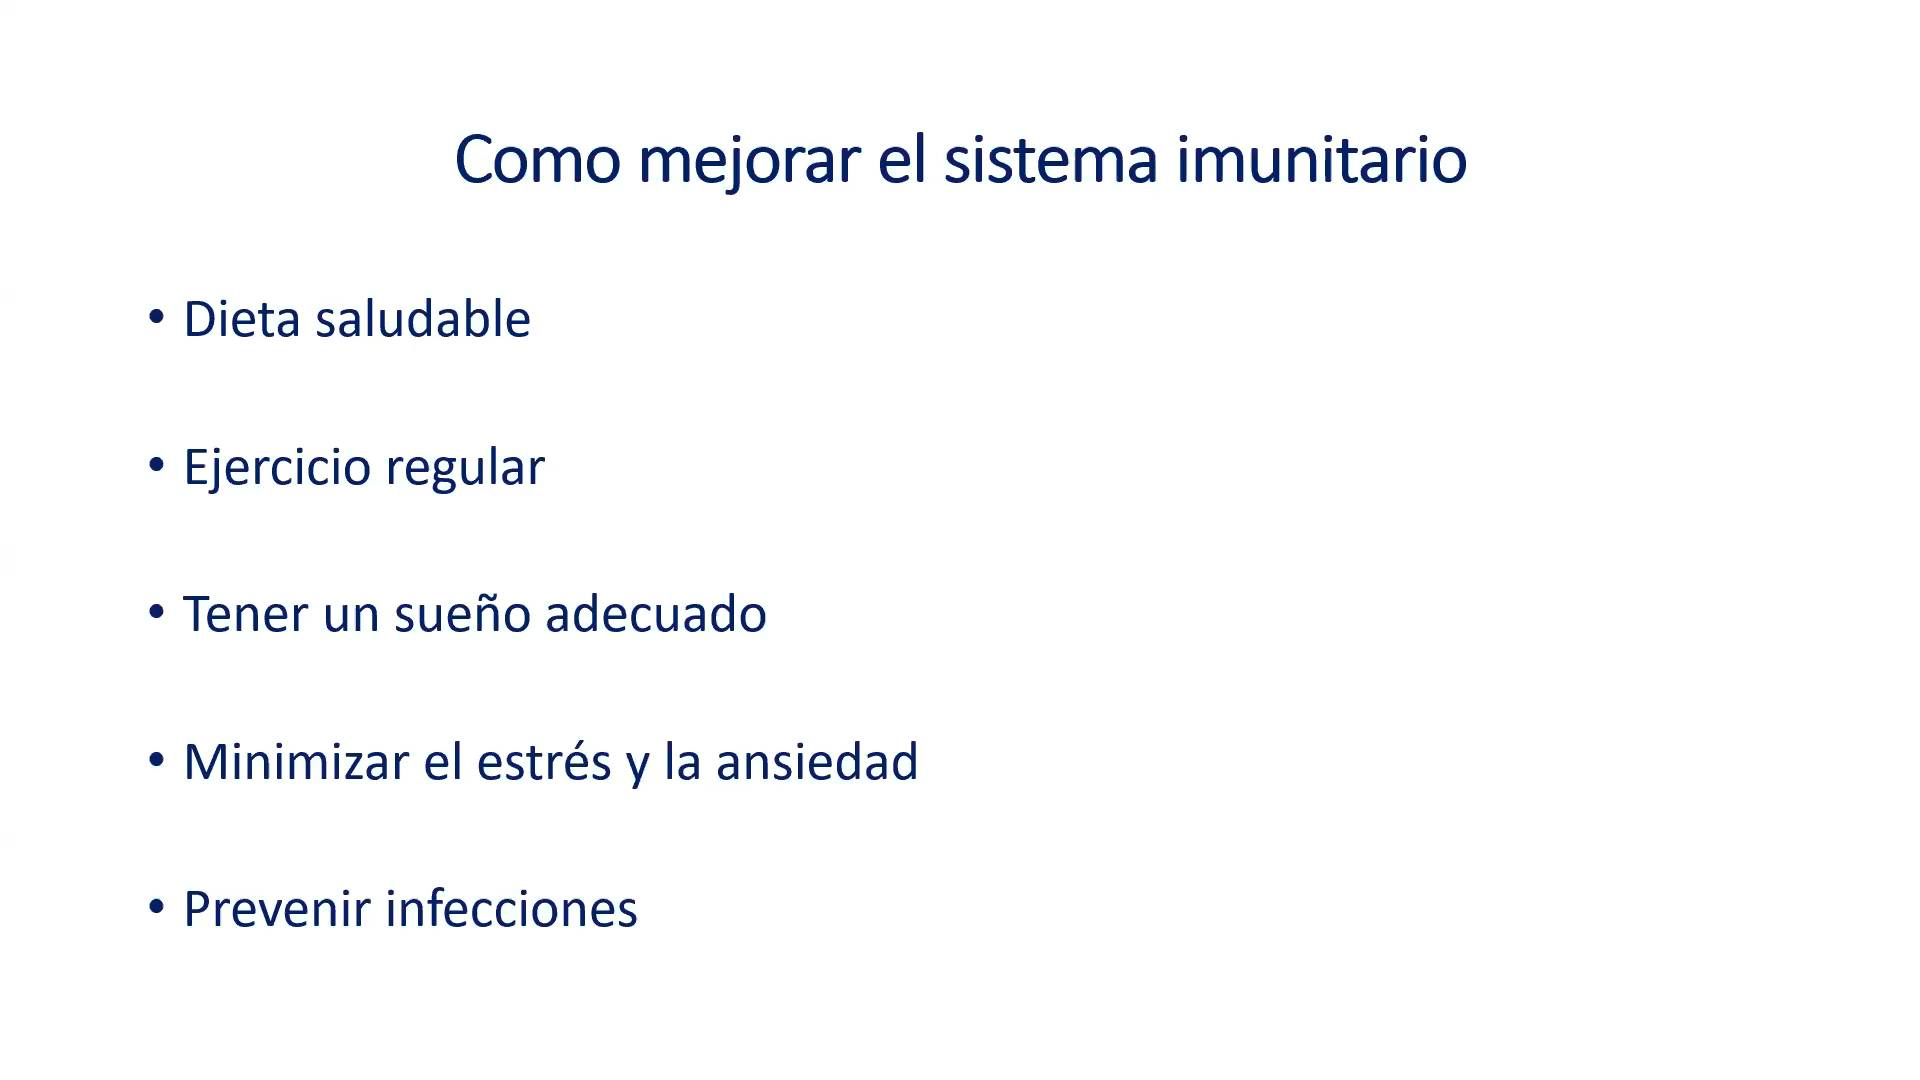 Como mejorar el sistema imunitario
• Dieta saludable
• Ejercicio regular
• Tener un sueño adecuado
• Minimizar el estrés y la ansiedad
• Prevenir infecciones